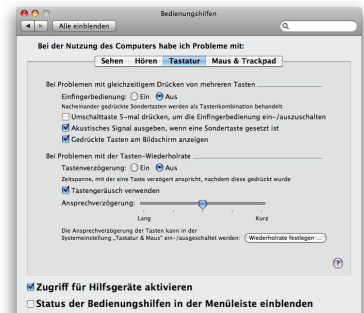 Bedienungshilfen
Alle einblenden
Bei der Nutzung des Computers habe ich Probleme mit:
Sehen Hören Tastatur Maus & Trackpad
Bei Problemen mit gleichzeitigem Drücken von mehreren Tasten
Einfingerbedienung: Ein Aus
Nacheinander gedrückte Sondertasten werden als Tastenkombination behandelt
Umschalttaste 5-mal drücken, um die Einfingerbedienung ein-/auszuschalten
Akustisches Signal ausgeben, wenn eine Sondertaste gesetzt ist
Gedrückte Tasten am Bildschirm anzeigen
Bei Problemen mit der Tasten-Wiederholrate
Tastenverzögerung: Ein Aus
Zeitspanne, mit der eine Taste verzögert anspricht, nachdem diese gedrückt wurde
Tastengeräusch verwenden
Ansprechverzögerung:
Lang Kurz
Die Ansprechverzögerung der Tasten kann in der
Systemeinstellung „Tastatur & Maus" ein-/ausgeschaltet werden: Wiederholrate festlegen ...
?
Zugriff für Hilfsgeräte aktivieren
Status der Bedienungshilfen in der Menüleiste einblenden